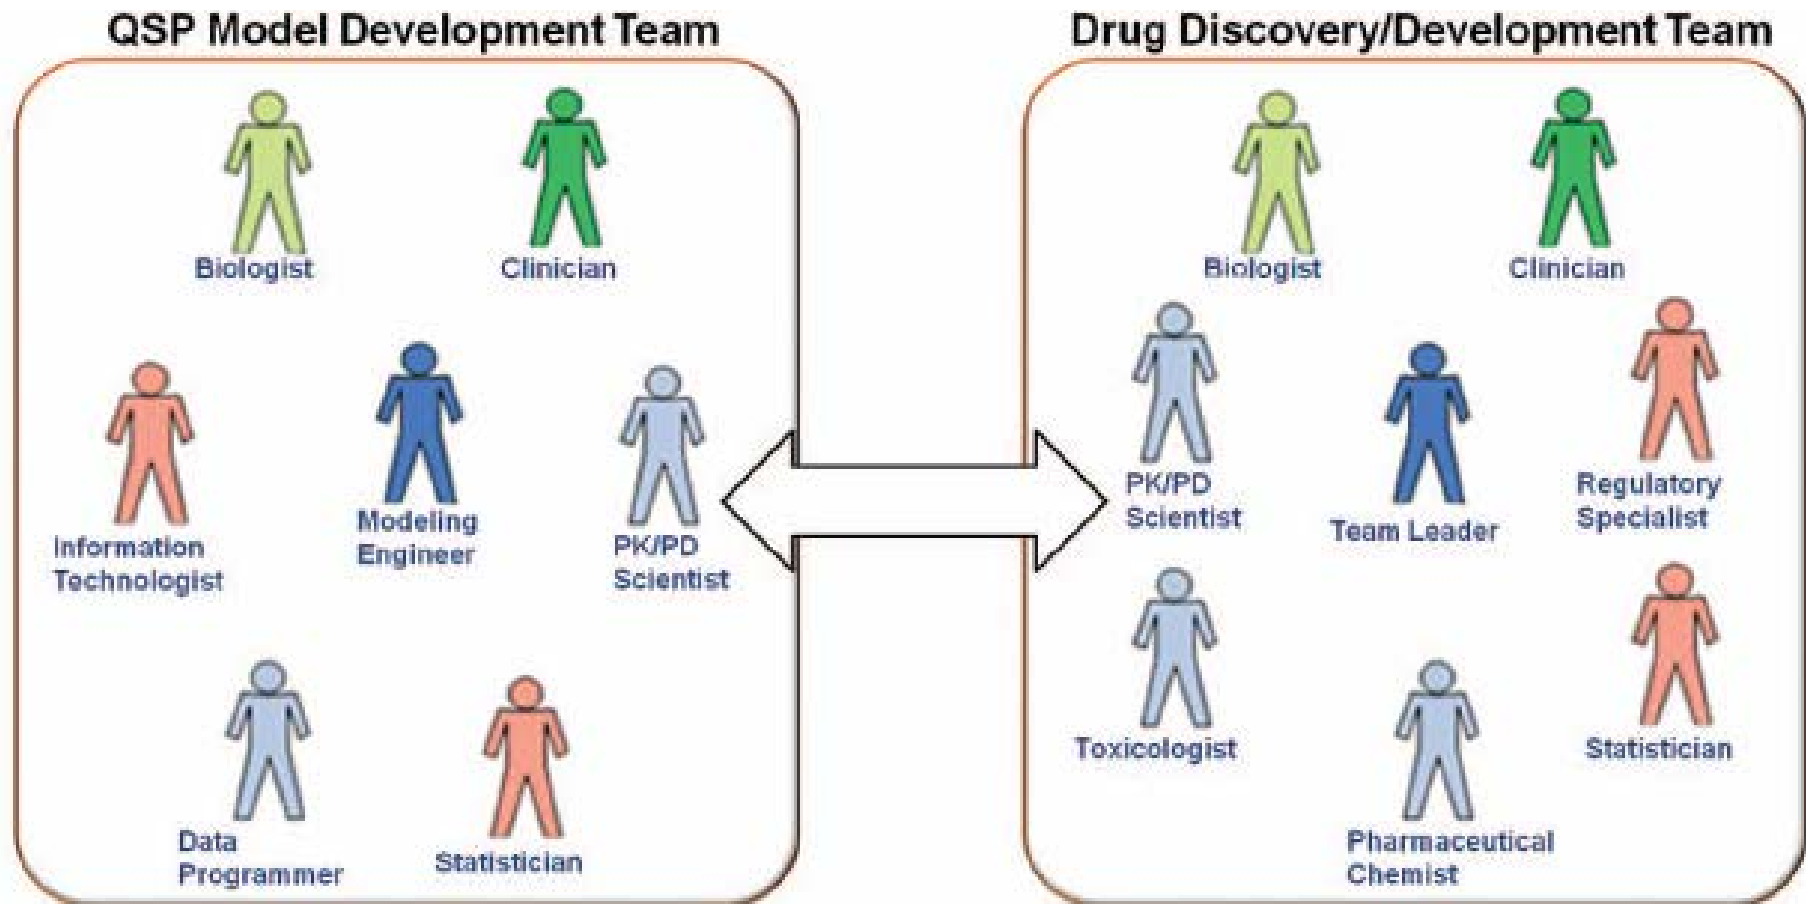 QSP Model Development Team
Biologist
Clinician
Information
Technologist
Modeling
Engineer
PK/PD
Scientist
Data
Programmer
Statistician
Drug Discovery/Development Team
Biologist
Clinician
PK/PD
Scientist
Team Leader
Regulatory
Specialist
Toxicologist
Pharmaceutical
Chemist
Statistician